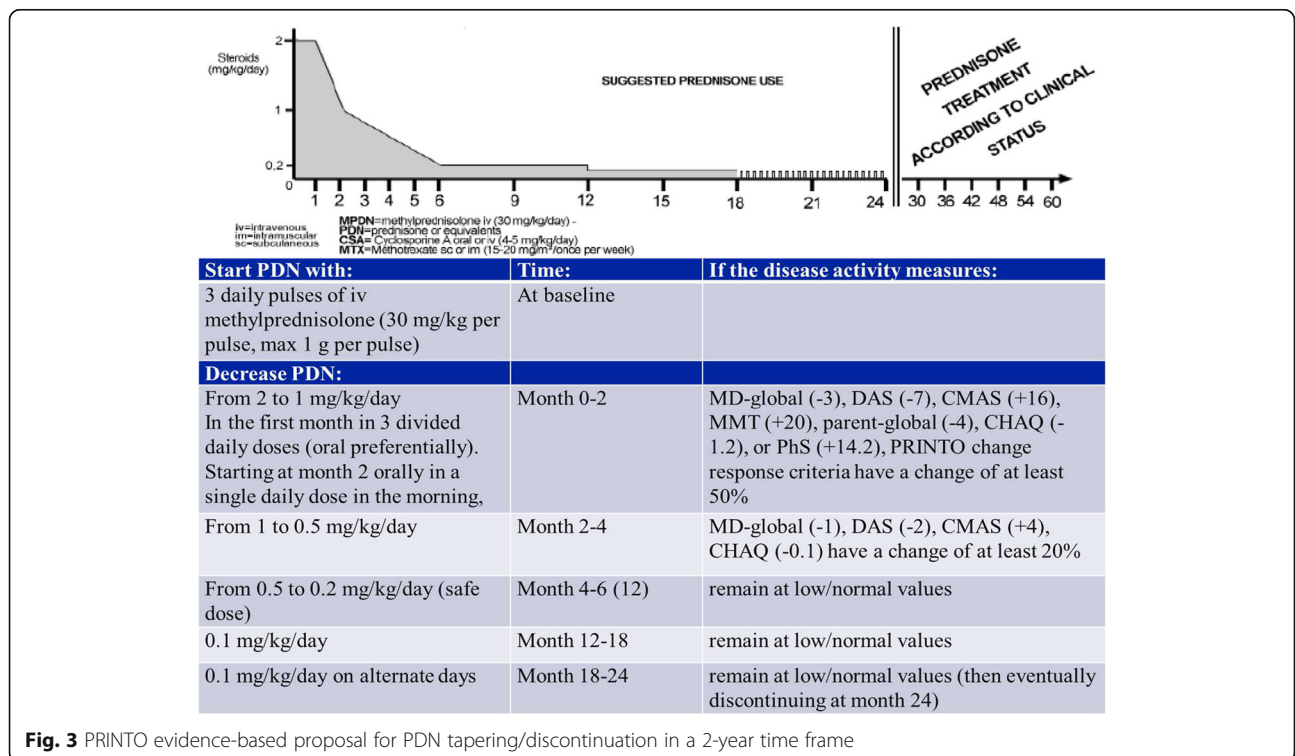 2
Steroids
(mg/kg/day)
SUGGESTED PREDNISONE USE
PREDNISONE
TREATMENT
ACCORDING TO CLINICAL
STATUS
1
0.2
0
1 2 3 4 5 6 9 12 15 18 21 24 30 36 42 48 54 60
iv=intravenous
im=intramuscular
sc=subcutaneous
MPDN=methylprednisolone iv (30 mg/kg/day) -
PDN=prednisone or equivalents
CSA= Cyclosporine A oral or iv (4-5 mg/kg/day)
MTX=Methotrexate sc or im (15-20 mg/m²/once per week)
Start PDN with: Time: If the disease activity measures:
3 daily pulses of iv
methylprednisolone (30 mg/kg per
pulse, max 1 g per pulse)
At baseline
Decrease PDN:
From 2 to 1 mg/kg/day
In the first month in 3 divided
daily doses (oral preferentially).
Starting at month 2 orally in a
single daily dose in the morning,
Month 0-2
MD-global (-3), DAS (-7), CMAS (+16),
MMT (+20), parent-global (-4), CHAQ (-
1.2), or PhS (+14.2), PRINTO change
response criteria have a change of at least
50%
From 1 to 0.5 mg/kg/day
Month 2-4
MD-global (-1), DAS (-2), CMAS (+4),
CHAQ (-0.1) have a change of at least 20%
From 0.5 to 0.2 mg/kg/day (safe
dose)
Month 4-6 (12)
remain at low/normal values
0.1 mg/kg/day
Month 12-18
remain at low/normal values
0.1 mg/kg/day on alternate days
Month 18-24
remain at low/normal values (then eventually
discontinuing at month 24)
Fig. 3 PRINTO evidence-based proposal for PDN tapering/discontinuation in a 2-year time frame